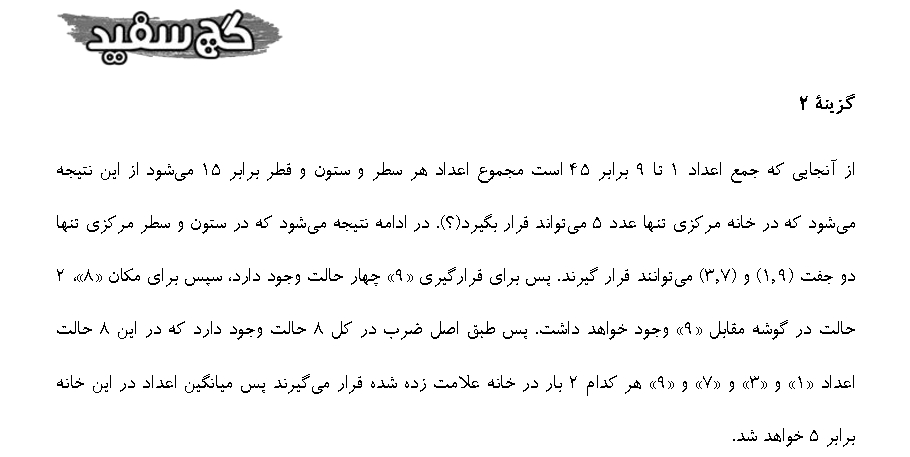 گچ سفید
گزینهٔ ۲
از آنجایی که جمع اعداد ۱ تا ۹ برابر ۴۵ است مجموع اعداد هر سطر و ستون و قطر برابر ۱۵ می‌شود از این نتیجه
می‌شود که در خانه مرکزی تنها عدد ۵ می‌تواند قرار بگیرد(؟). در ادامه نتیجه می‌شود که در ستون و سطر مرکزی تنها
دو جفت (۱,۹) و (۳,۷) می‌توانند قرار گیرند. پس برای قرارگیری «۹» چهار حالت وجود دارد، سپس برای مکان «۸»، ۲
حالت در گوشه مقابل «۹» وجود خواهد داشت. پس طبق اصل ضرب در کل ۸ حالت وجود دارد که در این ۸ حالت
اعداد «۱» و «۳» و «۷» و «۹» هر کدام ۲ بار در خانه علامت زده شده قرار می‌گیرند پس میانگین اعداد در این خانه
برابر ۵ خواهد شد.